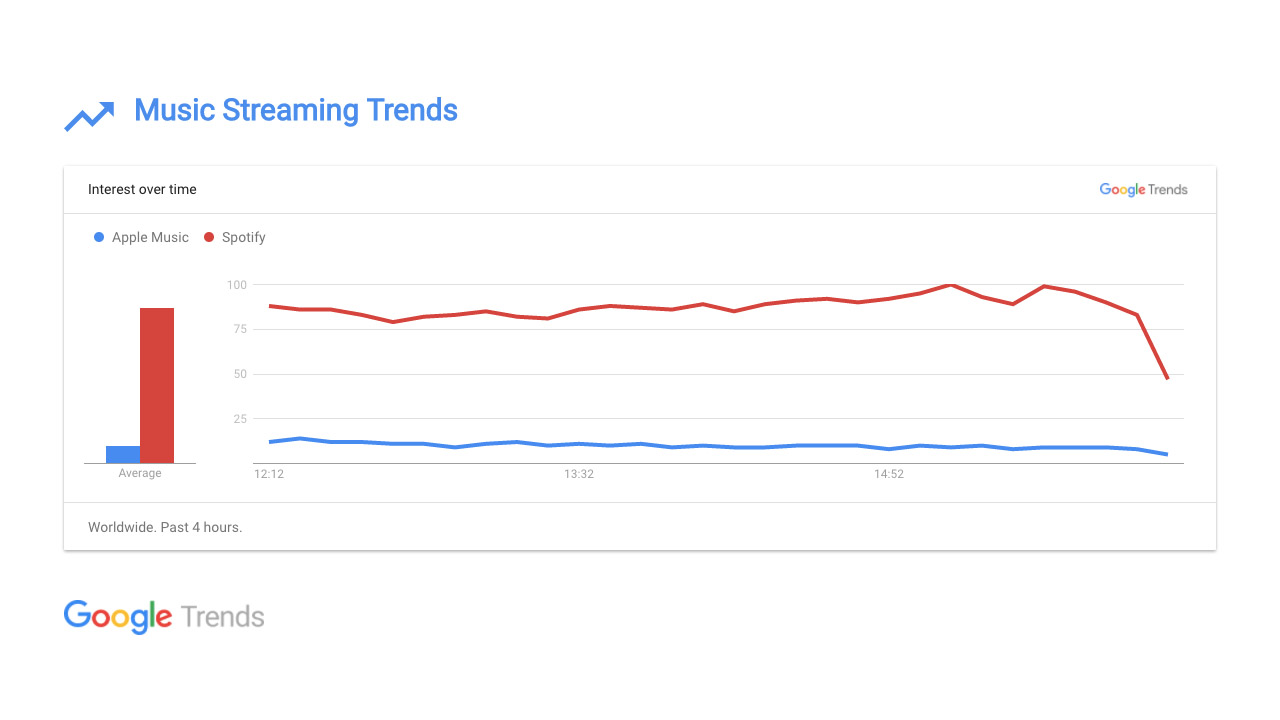 Music Streaming Trends
Interest over time
Google Trends
Apple Music
Spotify
100
75
50
25
Average
12:12
13:32
14:52
Worldwide. Past 4 hours.
Google Trends